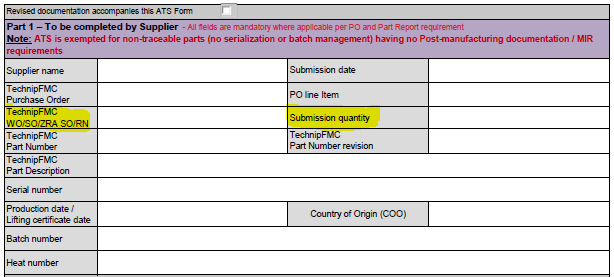 Revised documentation accompanies this ATS Form
Part 1 – To be completed by Supplier - All fields are mandatory where applicable per PO and Part Report requirement
Note: ATS is exempted for non-traceable parts (no serialization or batch management) having no Post-manufacturing documentation / MIR
requirements
Supplier name
Submission date
TechnipFMC
Purchase Order
PO line Item
TechnipFMC
WO/SO/ZRA SO/RN
Submission quantity
TechnipFMC
Part Number
TechnipFMC
Part Number revision
TechnipFMC
Part Description
Serial number
Production date /
Lifting certificate date
Country of Origin (COO)
Batch number
Heat number